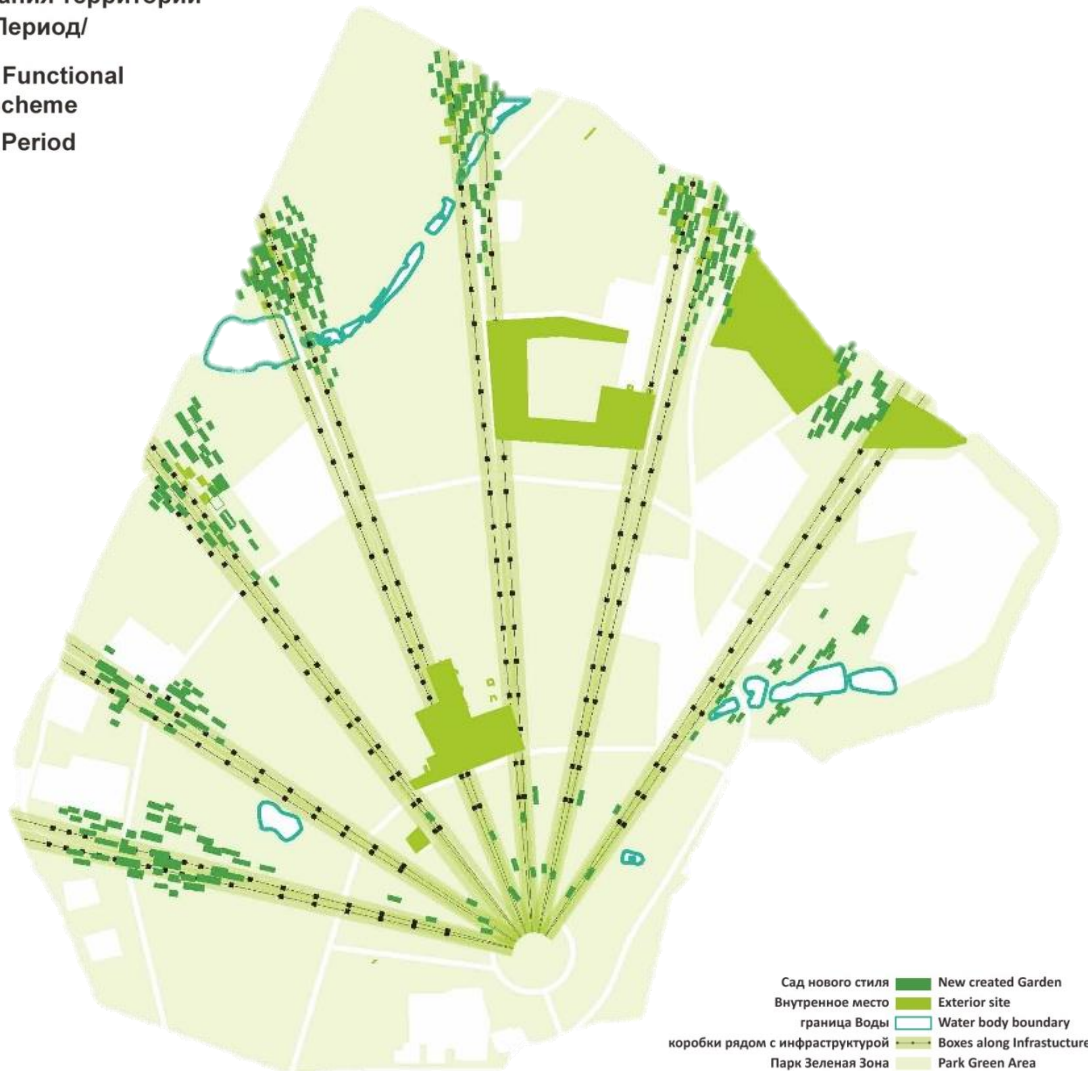 Период/
Functional
Period
Сад нового стиля New created Garden
Внутренное место Exterior site
граница Воды Water body boundary
коробки рядом с инфраструктурой Boxes along Infrastucture
Парк Зеленая Зона Park Green Area